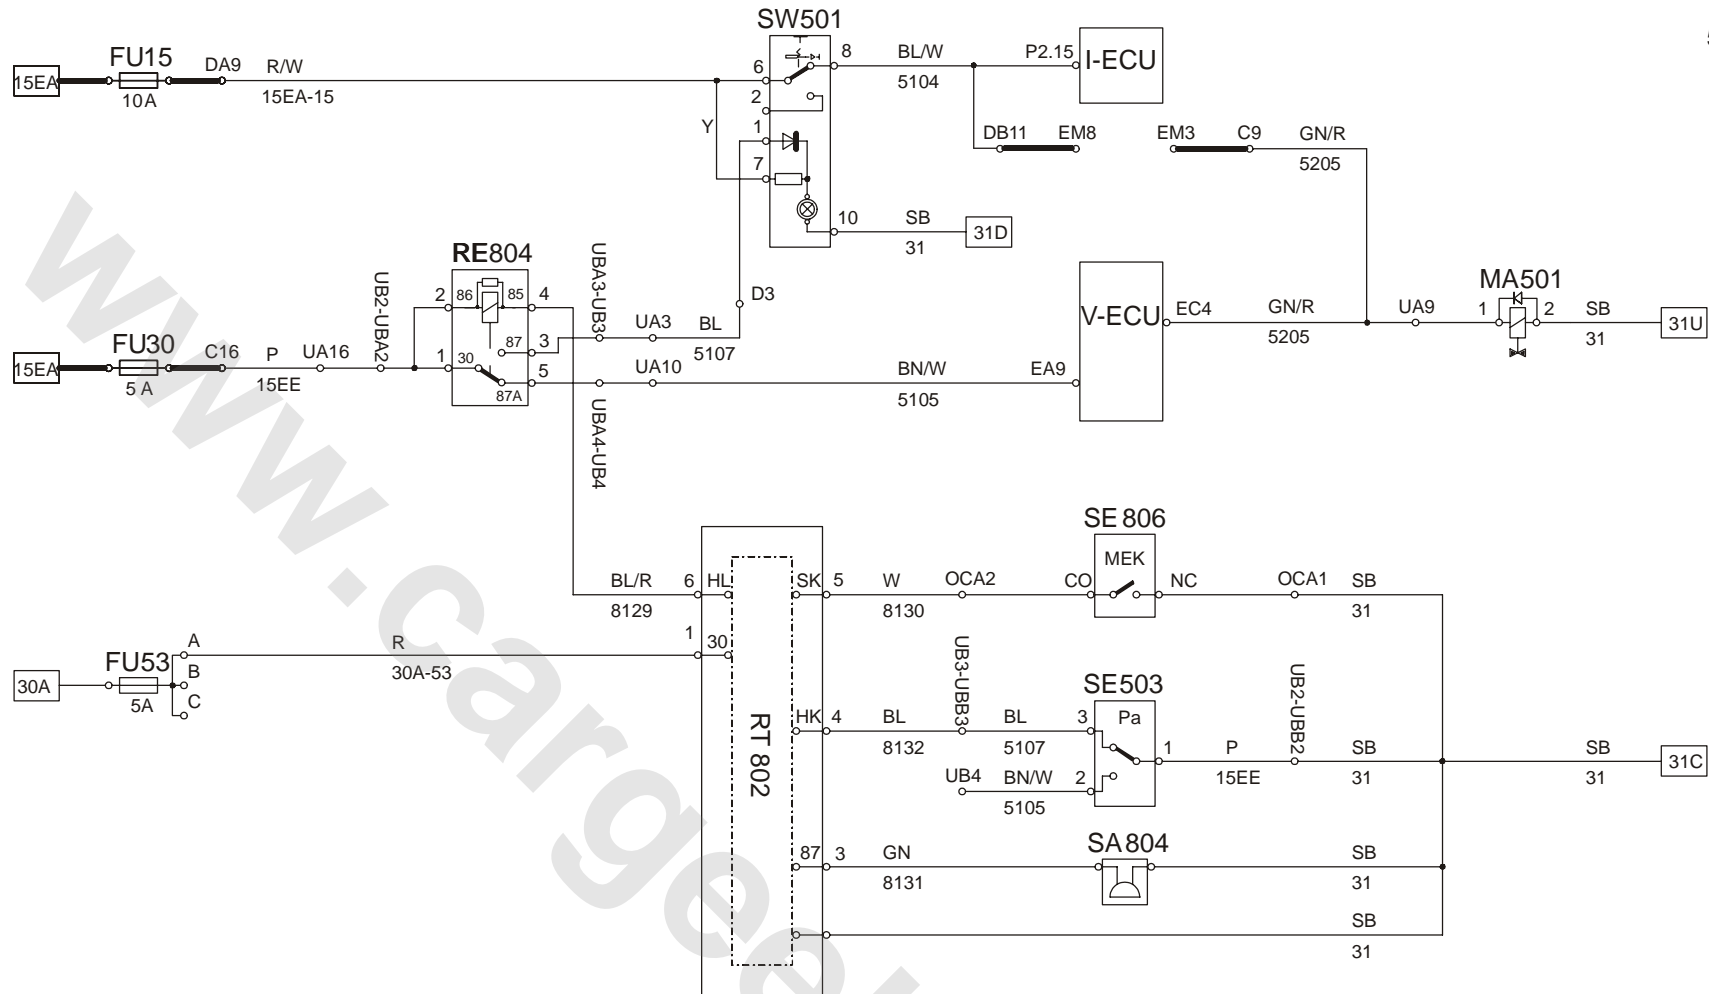 SW501
5
FU15
DA9
R/W
15EA
10A
15EA-15
6
8
BL/W
5104
P2.15
I-ECU
2
Y
1
7
DB11
EM8
EM3
C9
GN/R
5205
10
SB
31
31D
RE804
UB2-UBA2
UBA3-UB3
2
86
85
4
D3
V-ECU
EC4
GN/R
5205
UA9
MA501
1
2
SB
31
31U
15EA
FU30
5 A
C16
P
15EE
UA16
1
30
87
3
UA3
BL
5107
87A
5
UA10
BN/W
5105
EA9
UBA4-UB4
SE 806
MEK
BL/R
8129
6
HL
SK
5
W
8130
OCA2
CO
NC
OCA1
SB
31
30A
FU53
5A
A
B
C
R
30A-53
1
30
RT 802
HK
4
BL
8132
UB3-UBB3
BL
5107
SE503
3
Pa
1
P
15EE
UB2-UBB2
SB
31
SB
31
31C
UB4
BN/W
5105
2
87
3
GN
8131
SA 804
SB
31
SB
31
www.cargee